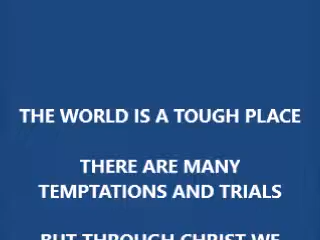 THE WORLD IS A TOUGH PLACE
THERE ARE MANY
TEMPTATIONS AND TRIALS
BUT THROUGH CHRIST WE